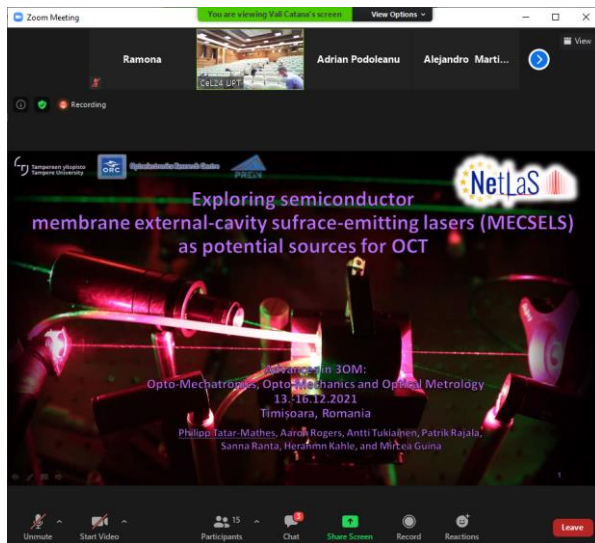 Zoom Meeting
You are viewing Vali Catana's screen
View Options
View
Ramona
CeL24 UPT
Adrian Podoleanu
Alejandro Marti...
Recording
Tampereen yliopisto
Tampere University
ORC
Optoelectronics Research Centre
PREIN
NetLaS
Exploring semiconductor
membrane external-cavity sufrace-emitting lasers (MECSELS)
as potential sources for OCT
Advances in 3OM:
Opto-Mechatronics, Opto-Mechanics and Optical Metrology
13.-16.12.2021
Timișoara, Romania
Philipp Tatar-Mathes, Aaron Rogers, Antti Tukiainen, Patrik Rajala,
Sanna Ranta, Heranmn Kahle, and Mircea Guina
1
Unmute
Start Video
15
Participants
3
Chat
Share Screen
Record
Reactions
Leave